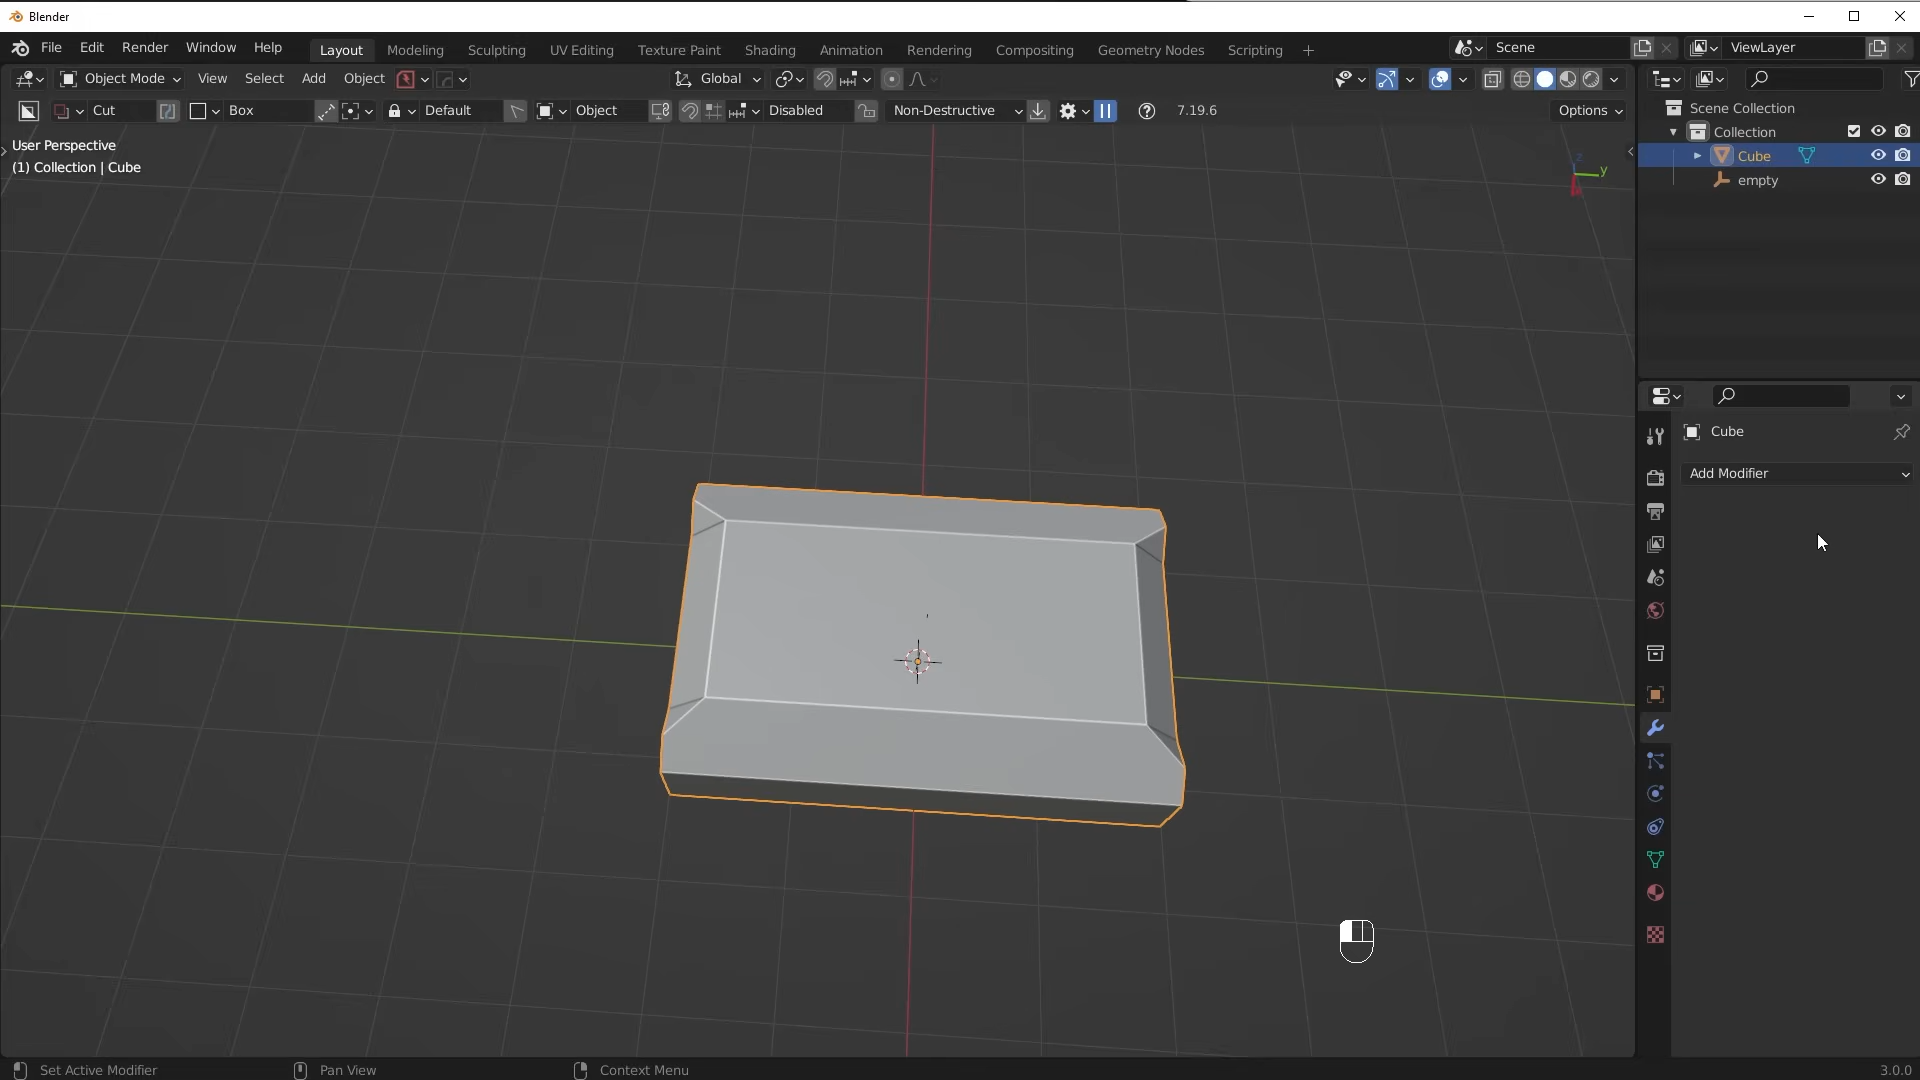 Blender
File Edit Render Window Help Layout Modeling Sculpting UV Editing Texture Paint Shading Animation Rendering Compositing Geometry Nodes Scripting + Scene ViewLayer
Object Mode View Select Add Object Global
Cut Box Default Object Disabled Non-Destructive 7.19.6 Options
User Perspective
(1) Collection | Cube
y
z
Scene Collection
Collection
Cube
empty
Cube
Add Modifier
Set Active Modifier Pan View Context Menu 3.0.0